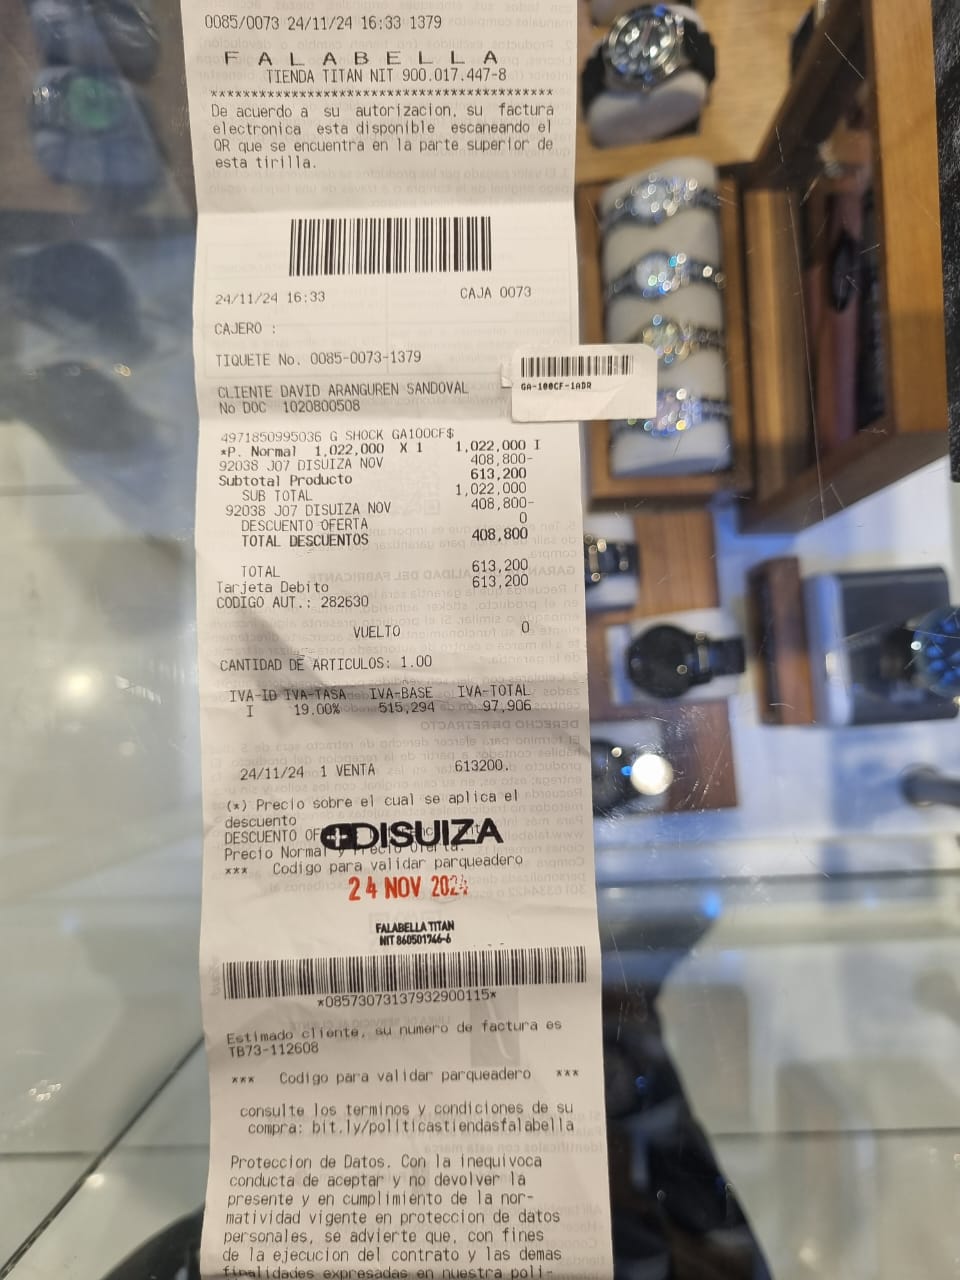 0085/0073 24/11/24 16:33 1379
FALABELLA
TIENDA TITAN NIT 900.017.447-8
******************************************
De acuerdo a su autorizacion, su factura
electronica esta disponible escaneando el
QR que se encuentra en la parte superior de
esta tirilla.
24/11/24 16:33 CAJA 0073
CAJERO :
TIQUETE No. 0085-0073-1379
GA-100CF-1ADR
CLIENTE DAVID ARANGUREN SANDOVAL
No DOC 1020800508
4971850995036 G SHOCK GA100CF$
*P. Normal 1,022,000 X 1 1,022,000 I
92038 J07 DISUIZA NOV 408,800-
Subtotal Producto 613,200
SUB TOTAL 1,022,000
92038 J07 DISUIZA NOV 408,800-
DESCUENTO OFERTA 0
TOTAL DESCUENTOS 408,800
TOTAL 613,200
Tarjeta Debito 613,200
CODIGO AUT.: 282630
VUELTO 0
CANTIDAD DE ARTICULOS: 1.00
IVA-ID IVA-TASA IVA-BASE IVA-TOTAL
I 19.00% 515,294 97,906
24/11/24 1 VENTA 613200.
(*) Precio sobre el cual se aplica el
descuento
DESCUENTO
DISUIZA
Precio Normal y Precio Oferta.
*** Codigo para validar parqueadero
24 NOV 2024
FALABELLA TITAN
NIT 860501746-6
*08573073137932900115*
Estimado cliente, su numero de factura es
TB73-112608
*** Codigo para validar parqueadero ***
consulte los terminos y condiciones de su
compra: bit.ly/politicastiendasfalabella
Proteccion de Datos. Con la inequivoca
conducta de aceptar y no devolver la
presente y en cumplimiento de la nor-
matividad vigente en proteccion de datos
personales, se advierte que, con fines
de la ejecucion del contrato y las demas
finalidades expresadas en nuestra poli-